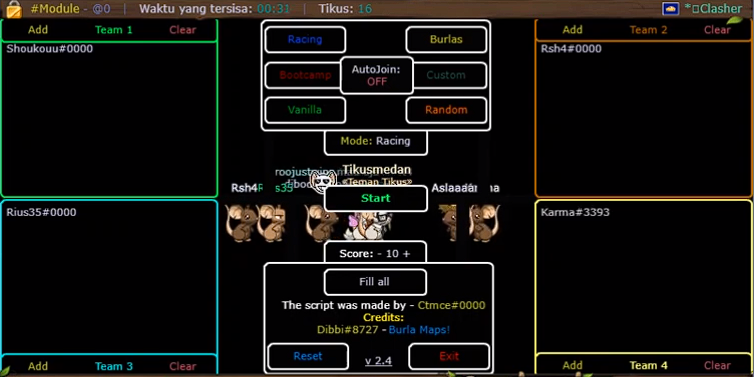 #Module - @0 | Waktu yang tersisa: 00:31 | Tikus: 16
Clasher
Add Team 1 Clear
Shoukouu#0000
Add Team 2 Clear
Rsh4#0000
Racing Burlas
Bootcamp AutoJoin: OFF Custom
Vanilla Random
Mode: Racing
Tikusmedan
«Teman Tikus»
Rsh4
Start
Rius35#0000
Add Team 3 Clear
Karma#3393
Add Team 4 Clear
Score: - 10 +
Fill all
The script was made by - Ctmce#0000
Credits:
Dibbi#8727 - Burla Maps!
Reset v 2.4 Exit